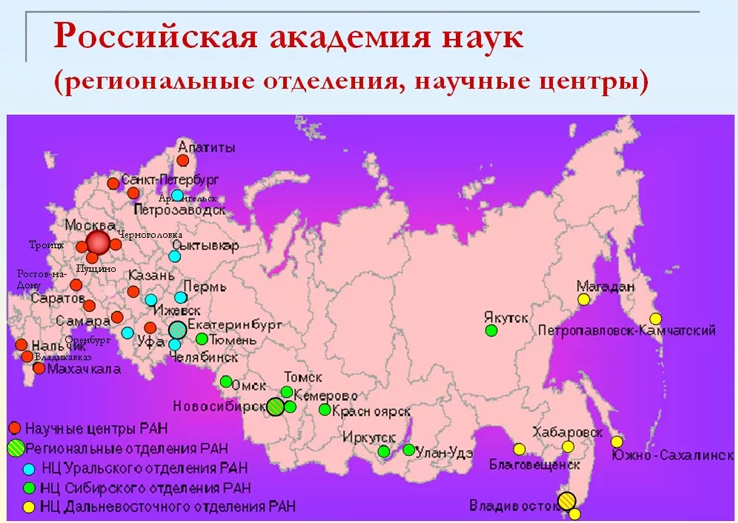 Российская академия наук
(региональные отделения, научные центры)
Апатиты
Санкт-Петербург
Архангельск
Петрозаводск
Москва
Черноголовка
Троицк
Сыктывкар
Пущино
Ростов-на-
Дону
Казань
Пермь
Саратов
Ижевск
Самара
Екатеринбург
Оренбург
Уфа
Тюмень
Нальчик
Владикавказ
Челябинск
Махачкала
Магадан
Якутск
Петропавловск-Камчатский
Омск
Томск
Кемерово
Новосибирск
Красноярск
Иркутск
Улан-Удэ
Хабаровск
Благовещенск
Южно-Сахалинск
Владивосток
Научные центры РАН
Региональные отделения РАН
НЦ Уральского отделения РАН
НЦ Сибирского отделения РАН
НЦ Дальневосточного отделения РАН